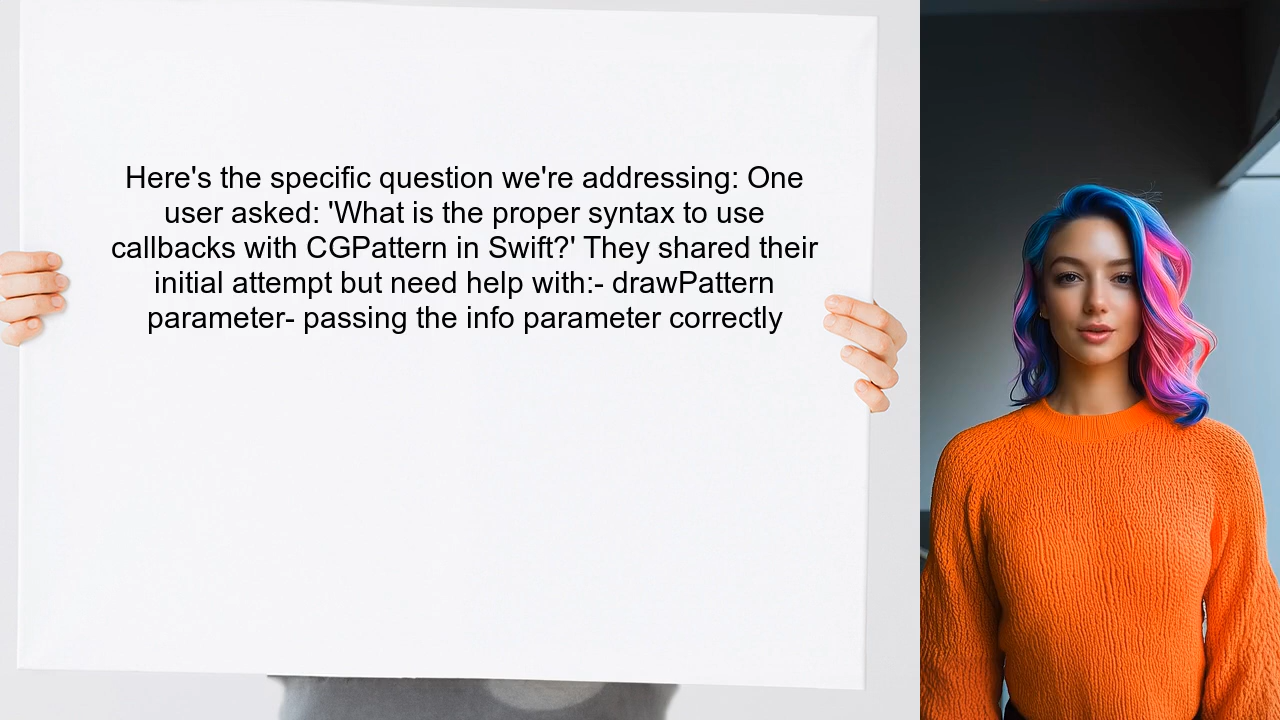 Here's the specific question we're addressing: One
user asked: 'What is the proper syntax to use
callbacks with CGPattern in Swift?' They shared their
initial attempt but need help with:- drawPattern
parameter- passing the info parameter correctly